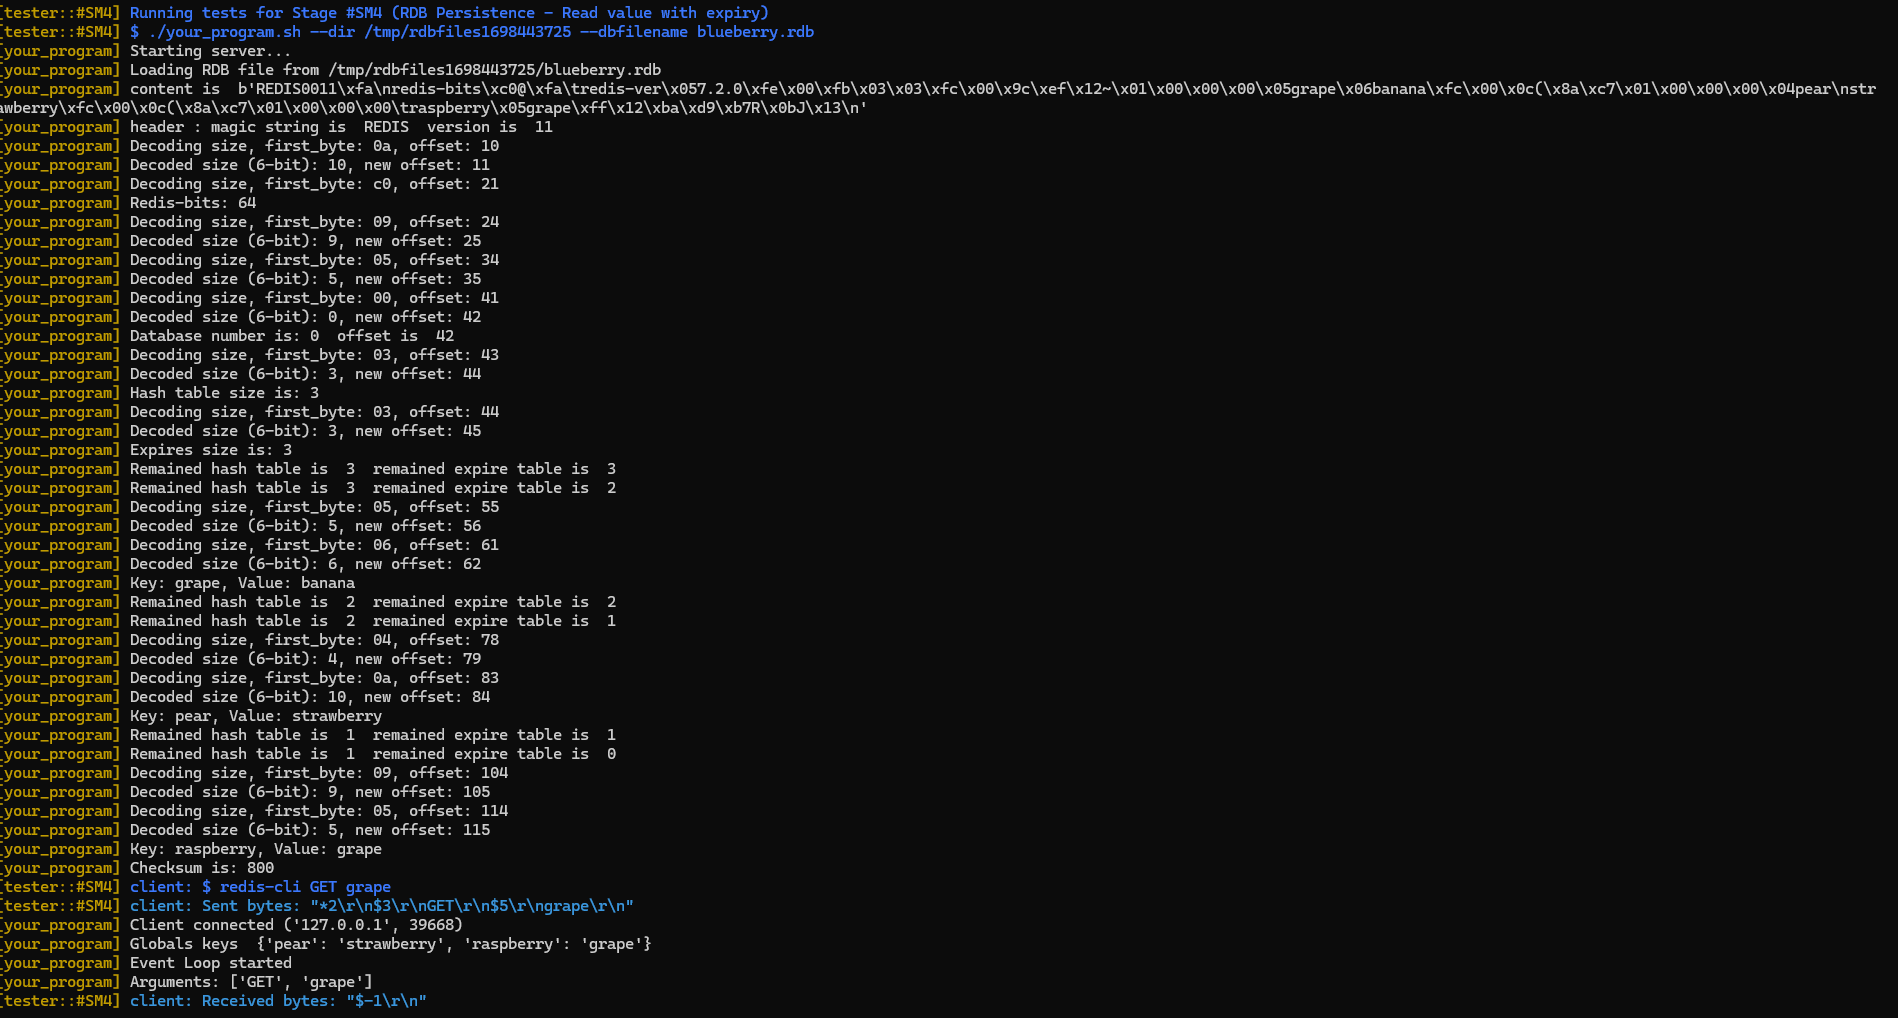 [tester::#SM4] Running tests for Stage #SM4 (RDB Persistence - Read value with expiry)
[tester::#SM4] $ ./your_program.sh --dir /tmp/rdbfiles1698443725 --dbfilename blueberry.rdb
[your_program] Starting server...
[your_program] Loading RDB file from /tmp/rdbfiles1698443725/blueberry.rdb
[your_program] content is  b'REDIS0011\xfa\nredis-bits\xc0@\xfa\tredis-ver\x057.2.0\xfe\x00\xfb\x03\x03\xfc\x00\x9c\xef\x12~\x01\x00\x00\x00\x05grape\x06banana\xfc\x00\x0c(\x8a\xc7\x01\x00\x00\x00\x04pear\nstr
awberry\xfc\x00\x0c(\x8a\xc7\x01\x00\x00\x00\traspberry\x05grape\xff\x12\xba\xd9\xb7R\x0bJ\x13\n'
[your_program] header : magic string is  REDIS  version is  11
[your_program] Decoding size, first_byte: 0a, offset: 10
[your_program] Decoded size (6-bit): 10, new offset: 11
[your_program] Decoding size, first_byte: c0, offset: 21
[your_program] Redis-bits: 64
[your_program] Decoding size, first_byte: 09, offset: 24
[your_program] Decoded size (6-bit): 9, new offset: 25
[your_program] Decoding size, first_byte: 05, offset: 34
[your_program] Decoded size (6-bit): 5, new offset: 35
[your_program] Decoding size, first_byte: 00, offset: 41
[your_program] Decoded size (6-bit): 0, new offset: 42
[your_program] Database number is: 0  offset is  42
[your_program] Decoding size, first_byte: 03, offset: 43
[your_program] Decoded size (6-bit): 3, new offset: 44
[your_program] Hash table size is: 3
[your_program] Decoding size, first_byte: 03, offset: 44
[your_program] Decoded size (6-bit): 3, new offset: 45
[your_program] Expires size is: 3
[your_program] Remained hash table is  3  remained expire table is  3
[your_program] Remained hash table is  3  remained expire table is  2
[your_program] Decoding size, first_byte: 05, offset: 55
[your_program] Decoded size (6-bit): 5, new offset: 56
[your_program] Decoding size, first_byte: 06, offset: 61
[your_program] Decoded size (6-bit): 6, new offset: 62
[your_program] Key: grape, Value: banana
[your_program] Remained hash table is  2  remained expire table is  2
[your_program] Remained hash table is  2  remained expire table is  1
[your_program] Decoding size, first_byte: 04, offset: 78
[your_program] Decoded size (6-bit): 4, new offset: 79
[your_program] Decoding size, first_byte: 0a, offset: 83
[your_program] Decoded size (6-bit): 10, new offset: 84
[your_program] Key: pear, Value: strawberry
[your_program] Remained hash table is  1  remained expire table is  1
[your_program] Remained hash table is  1  remained expire table is  0
[your_program] Decoding size, first_byte: 09, offset: 104
[your_program] Decoded size (6-bit): 9, new offset: 105
[your_program] Decoding size, first_byte: 05, offset: 114
[your_program] Decoded size (6-bit): 5, new offset: 115
[your_program] Key: raspberry, Value: grape
[your_program] Checksum is: 800
[tester::#SM4] client: $ redis-cli GET grape
[tester::#SM4] client: Sent bytes: "*2\r\n$3\r\nGET\r\n$5\r\ngrape\r\n"
[your_program] Client connected ('127.0.0.1', 39668)
[your_program] Globals keys  {'pear': 'strawberry', 'raspberry': 'grape'}
[your_program] Event Loop started
[your_program] Arguments: ['GET', 'grape']
[tester::#SM4] client: Received bytes: "$-1\r\n"